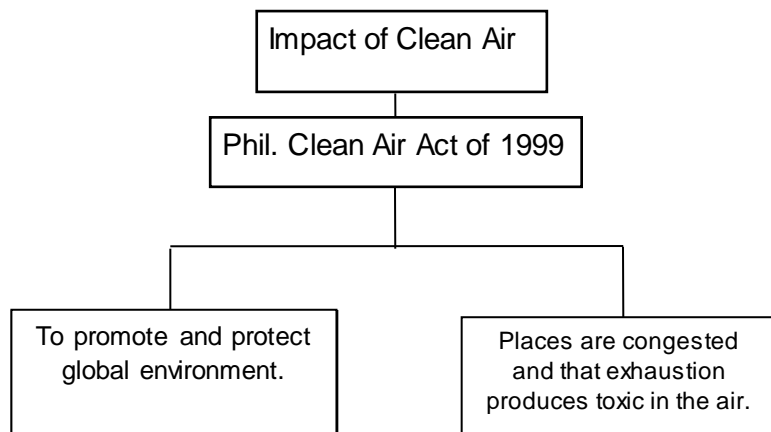 Impact of Clean Air
Phil. Clean Air Act of 1999
To promote and protect
global environment.
Places are congested
and that exhaustion
produces toxic in the air.